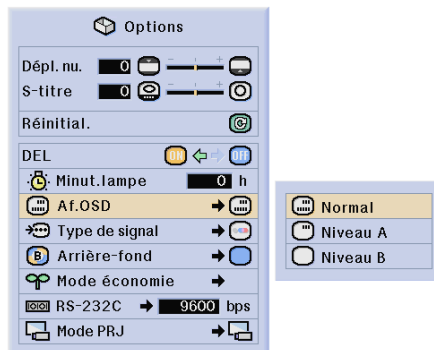 Options
Dépl. nu. 0 - +
S-titre 0 - +
Réinitial.
DEL ON OFF
Minut.lampe 0 h
Af.OSD
Type de signal
B Arrière-fond
Mode économie
RS-232C 9600 bps
Mode PRJ
Normal
Niveau A
Niveau B